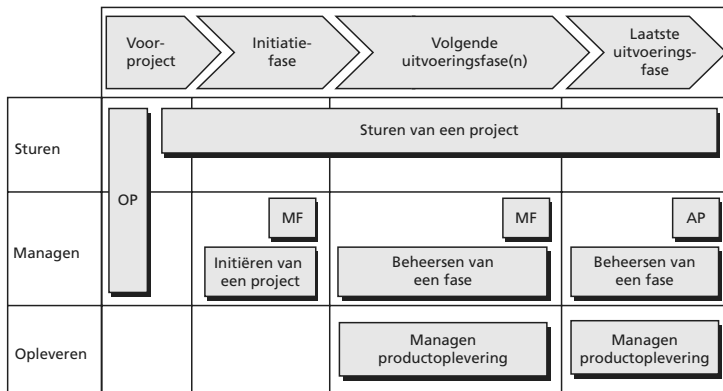 Voor-
project
Initiatie-
fase
Volgende
uitvoeringsfase(n)
Laatste
uitvoerings-
fase
Sturen
Sturen van een project
OP
Managen
MF
MF
AP
Initiëren van
een project
Beheersen van
een fase
Beheersen van
een fase
Opleveren
Managen
productoplevering
Managen
productoplevering